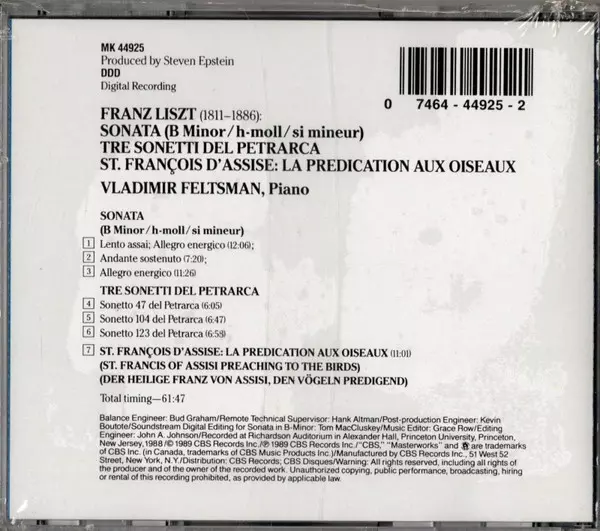 MK 44925
Produced by Steven Epstein
DDD
Digital Recording
0 7464-44925-2
FRANZ LISZT (1811–1886):
SONATA (B Minor/h-moll/si mineur)
TRE SONETTI DEL PETRARCA
ST. FRANÇOIS D'ASSISE: LA PREDICATION AUX OISEAUX
VLADIMIR FELTSMAN, Piano
SONATA
(B Minor/h-moll/si mineur)
1 Lento assai; Allegro energico (12:06);
2 Andante sostenuto (7:20);
3 Allegro energico (11:26)
TRE SONETTI DEL PETRARCA
4 Sonetto 47 del Petrarca (6:05)
5 Sonetto 104 del Petrarca (6:47)
6 Sonetto 123 del Petrarca (6:58)
7 ST. FRANÇOIS D'ASSISE: LA PREDICATION AUX OISEAUX (11:01)
(ST. FRANCIS OF ASSISI PREACHING TO THE BIRDS)
(DER HEILIGE FRANZ VON ASSISI, DEN VÖGELN PREDIGEND)
Total timing—61:47
Balance Engineer: Bud Graham/Remote Technical Supervisor: Hank Altman/Post-production Engineer: Kevin
Boutote/Soundstream Digital Editing for Sonata in B-Minor: Tom MacCluskey/Music Editor: Grace Row/Editing
Engineer: John A. Johnson/Recorded at Richardson Auditorium in Alexander Hall, Princeton University, Princeton,
New Jersey, 1988/© 1989 CBS Records Inc./℗ 1989 CBS Records Inc./"CBS," "Masterworks" and are trademarks
of CBS Inc. (in Canada, trademarks of CBS Music Products Inc.)/Manufactured by CBS Records Inc., 51 West 52
Street, New York, N.Y./Distribution: CBS Records; CBS Disques/Warning: All rights reserved, including all rights of
the producer and of the owner of the recorded work. Unauthorized copying, public performance, broadcasting, hiring
or rental of this recording prohibited, as provided by applicable law.